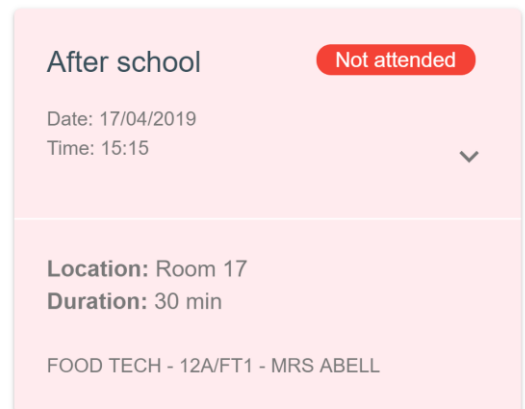 After school
Not attended
Date: 17/04/2019
Time: 15:15
Location: Room 17
Duration: 30 min
FOOD TECH - 12A/FT1 - MRS ABELL